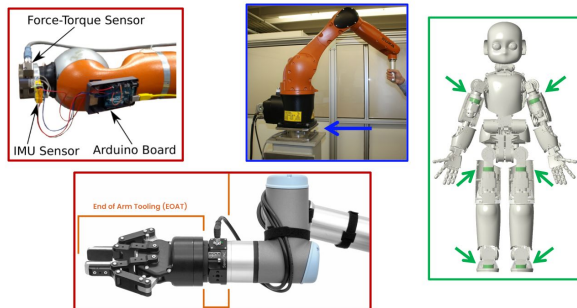 Force-Torque Sensor
IMU Sensor
Arduino Board
End of Arm Tooling (EOAT)